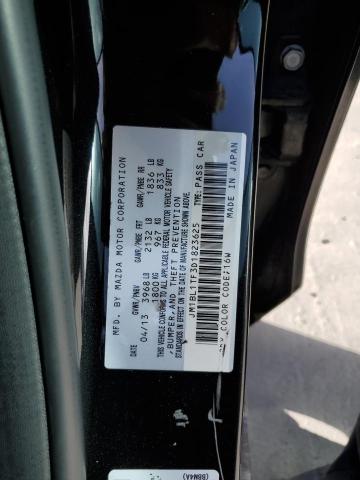 MFD. BY MAZDA MOTOR CORPORATION
DATE GVWR/PNBV GAWR/PNBE FRT GAWR/PNBE RR
04/13 3968 LB 2132 LB 1836 LB
1800 KG 967 KG 833 KG
THIS VEHICLE CONFORMS TO ALL APPLICABLE FEDERAL MOTOR VEHICLE SAFETY
, BUMPER, AND THEFT PREVENTION
STANDARDS IN EFFECT ON THE DATE OF MANUFACTURE SHOWN ABOVE.
JM1BL1TF3D1823625 TYPE: PASS CAR
COLOR CODE: 16W MADE IN JAPAN
(BBM4A)